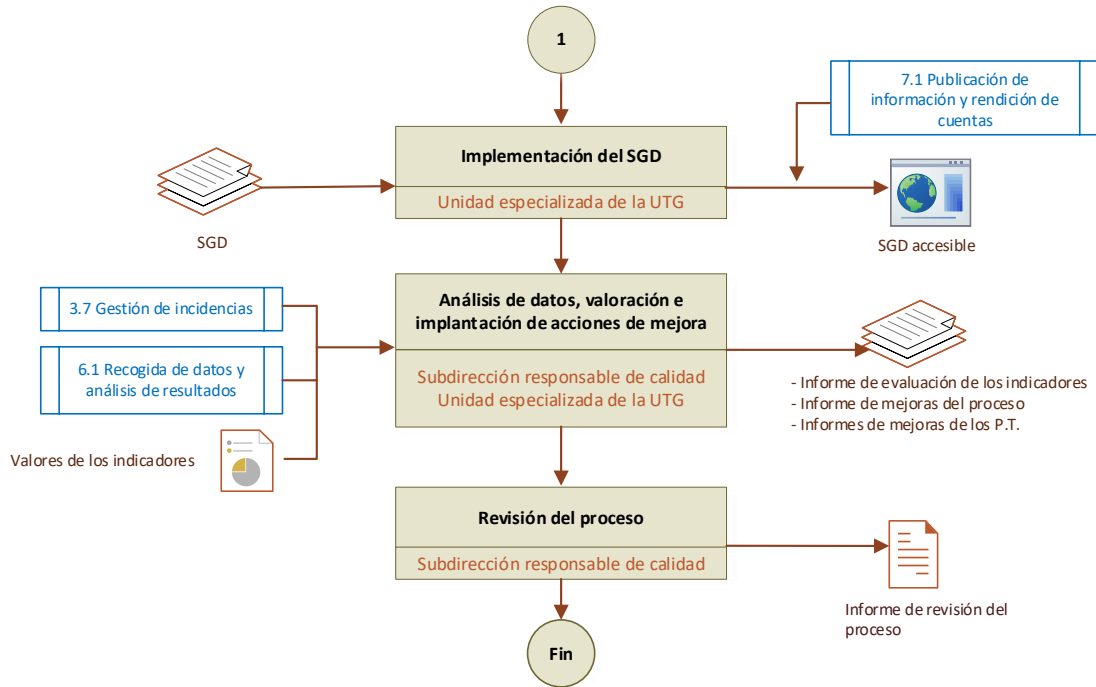 1
7.1 Publicación de
información y rendición de
cuentas
Implementación del SGD
Unidad especializada de la UTG
SGD
SGD accesible
3.7 Gestión de incidencias
6.1 Recogida de datos y
análisis de resultados
Valores de los indicadores
Análisis de datos, valoración e
implantación de acciones de mejora
Subdirección responsable de calidad
Unidad especializada de la UTG
- Informe de evaluación de los indicadores
- Informe de mejoras del proceso
- Informes de mejoras de los P.T.
Revisión del proceso
Subdirección responsable de calidad
Informe de revisión del
proceso
Fin